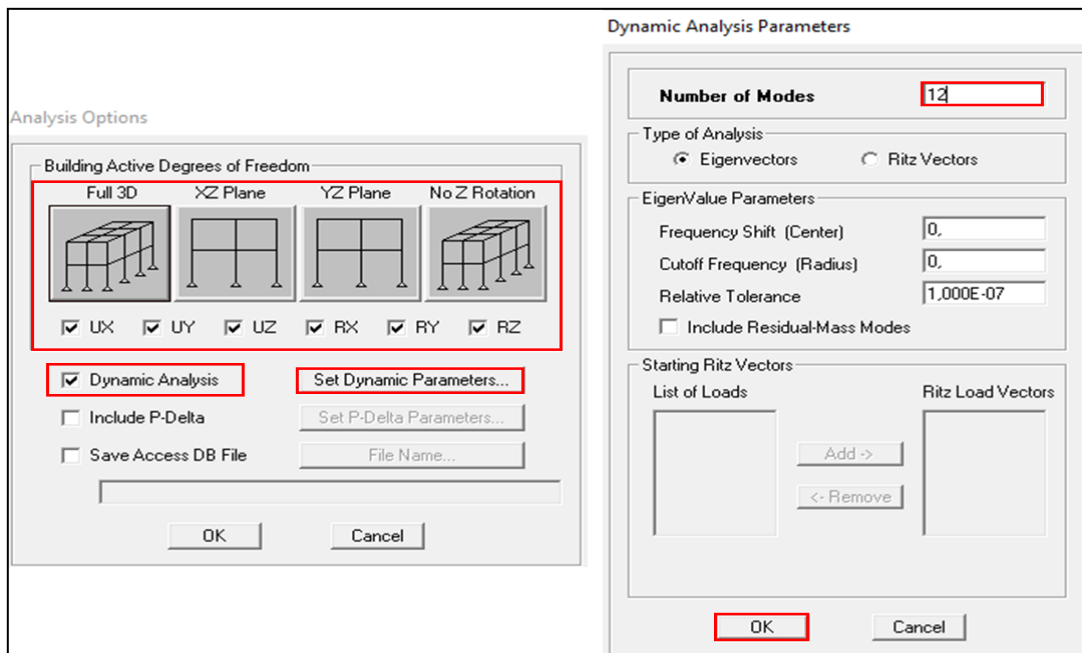 Analysis Options
Building Active Degrees of Freedom
Full 3D XZ Plane YZ Plane No Z Rotation
UX UY UZ RX RY RZ
Dynamic Analysis Set Dynamic Parameters...
Include P-Delta Set P-Delta Parameters...
Save Access DB File File Name...
OK Cancel
Dynamic Analysis Parameters
Number of Modes 12
Type of Analysis
Eigenvectors Ritz Vectors
EigenValue Parameters
Frequency Shift (Center) 0,
Cutoff Frequency (Radius) 0,
Relative Tolerance 1,000E-07
Include Residual-Mass Modes
Starting Ritz Vectors
List of Loads Ritz Load Vectors
Add ->
<- Remove
OK Cancel